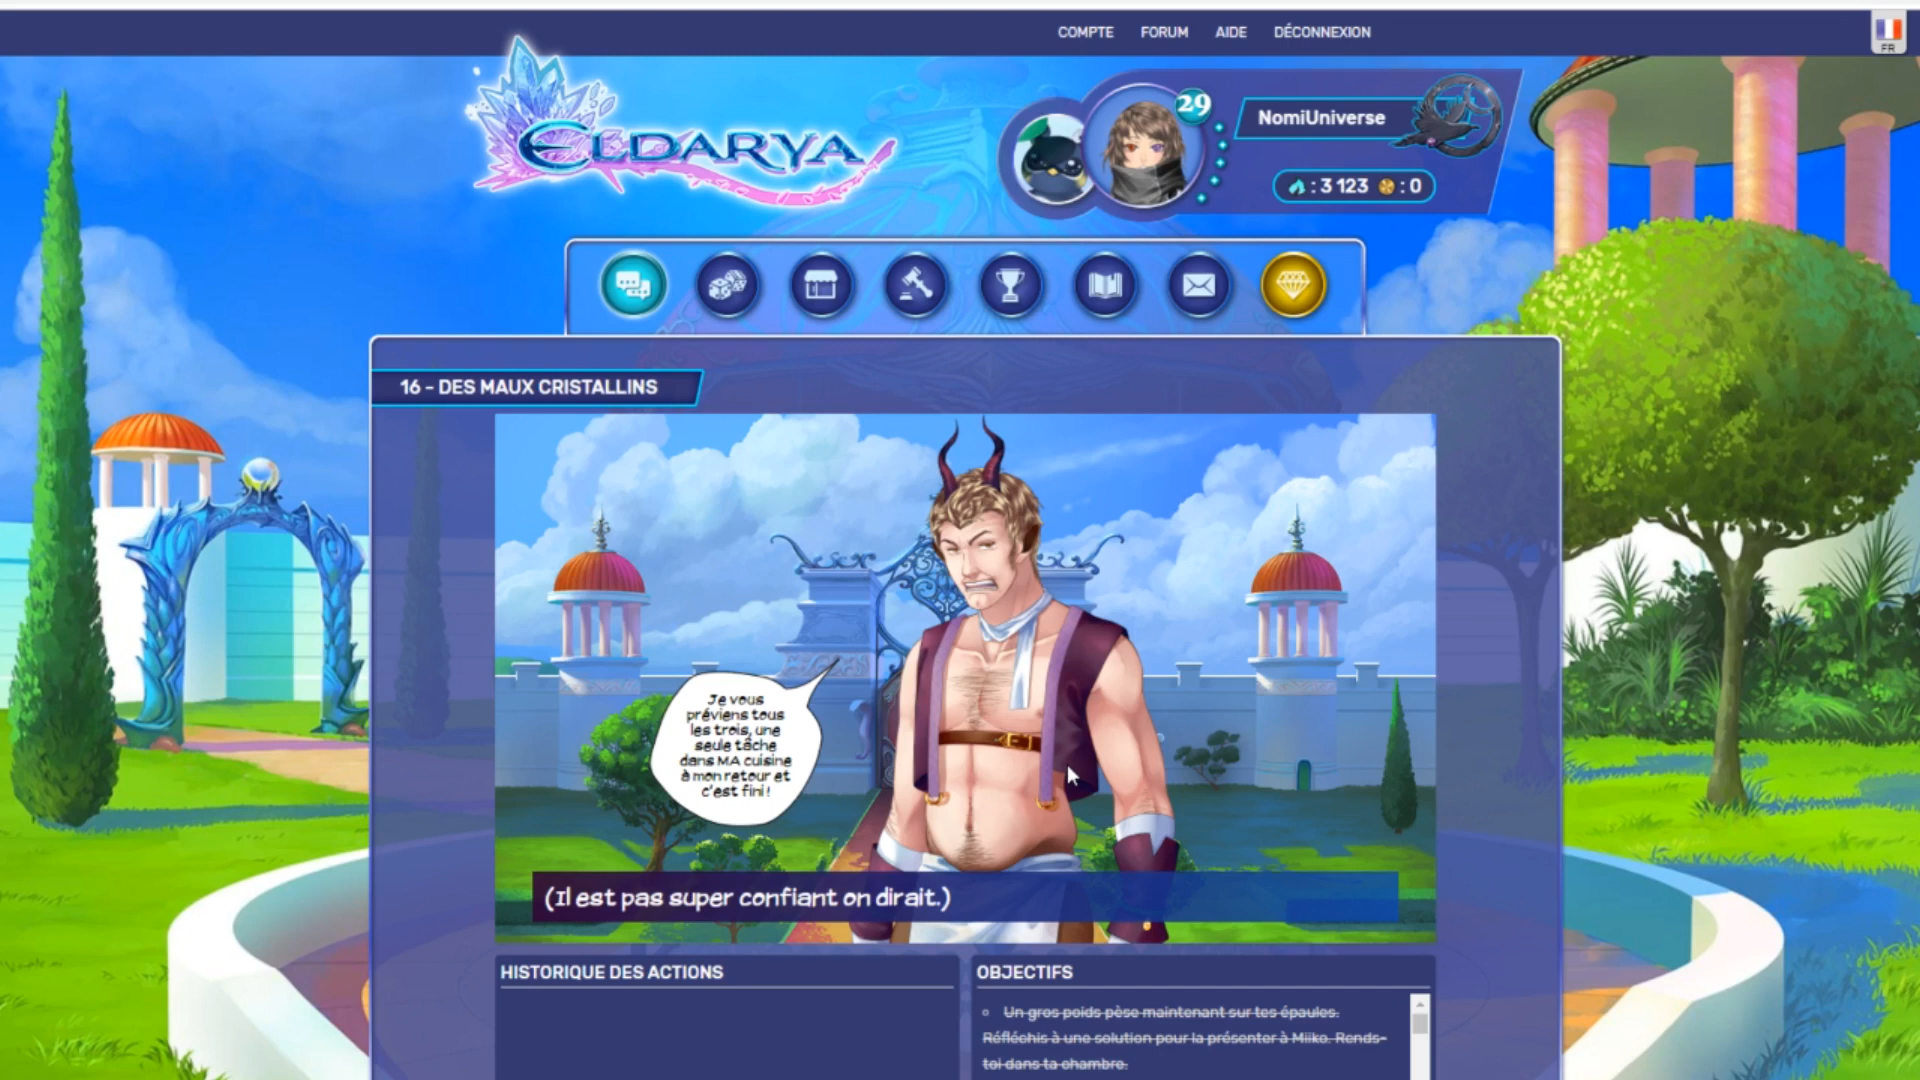 COMPTE FORUM AIDE DÉCONNEXION
FR
ELDARYA
29
NomiUniverse
: 3 123 : 0
16 - DES MAUX CRISTALLINS
Je vous
préviens tous
les trois, une
seule tâche
dans MA cuisine
à mon retour et
c'est fini !
(Il est pas super confiant on dirait.)
HISTORIQUE DES ACTIONS
OBJECTIFS
Un gros poids pèse maintenant sur tes épaules.
Réfléchis à une solution pour la présenter à Miiko. Rends-
toi dans ta chambre.